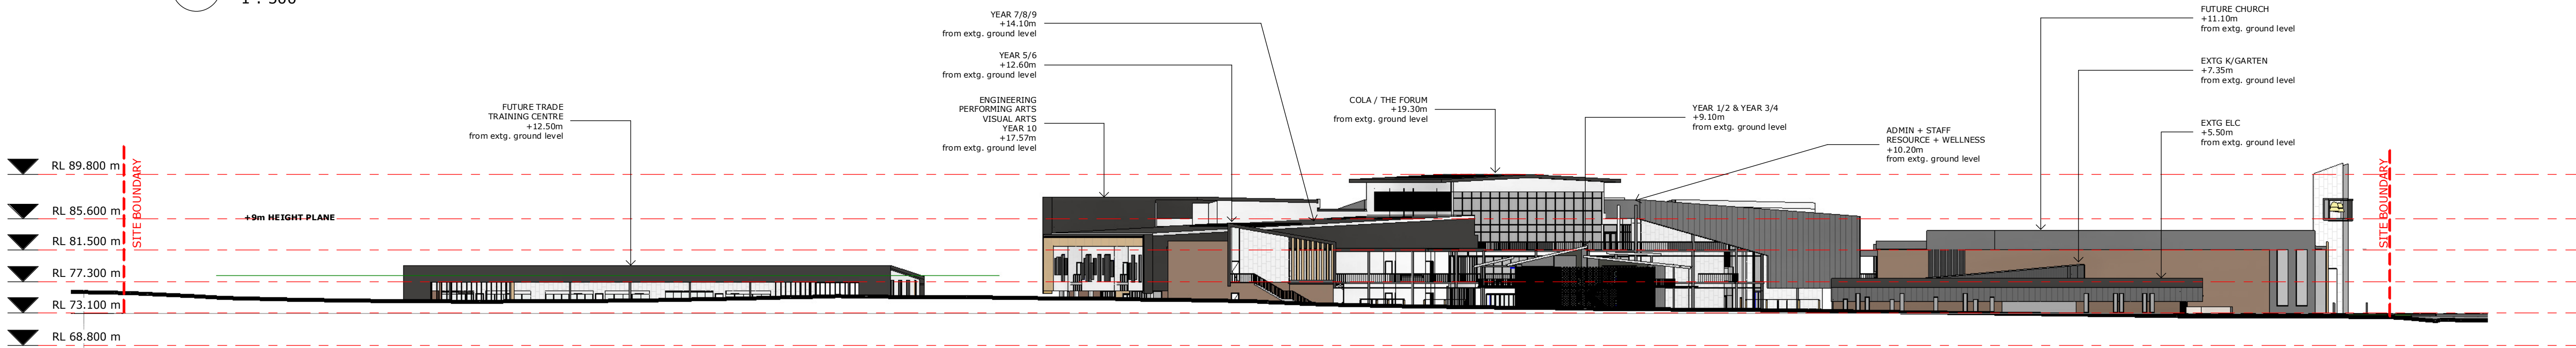 1 : 500
YEAR 7/8/9
+14.10m
from extg. ground level
YEAR 5/6
+12.60m
from extg. ground level
ENGINEERING
PERFORMING ARTS
VISUAL ARTS
YEAR 10
+17.57m
from extg. ground level
FUTURE TRADE
TRAINING CENTRE
+12.50m
from extg. ground level
COLA / THE FORUM
+19.30m
from extg. ground level
YEAR 1/2 & YEAR 3/4
+9.10m
from extg. ground level
ADMIN + STAFF
RESOURCE + WELLNESS
+10.20m
from extg. ground level
FUTURE CHURCH
+11.10m
from extg. ground level
EXTG K/GARTEN
+7.35m
from extg. ground level
EXTG ELC
+5.50m
from extg. ground level
RL 89.800 m
RL 85.600 m
RL 81.500 m
RL 77.300 m
RL 73.100 m
RL 68.800 m
SITE BOUNDARY
+9m HEIGHT PLANE
SITE BOUNDARY